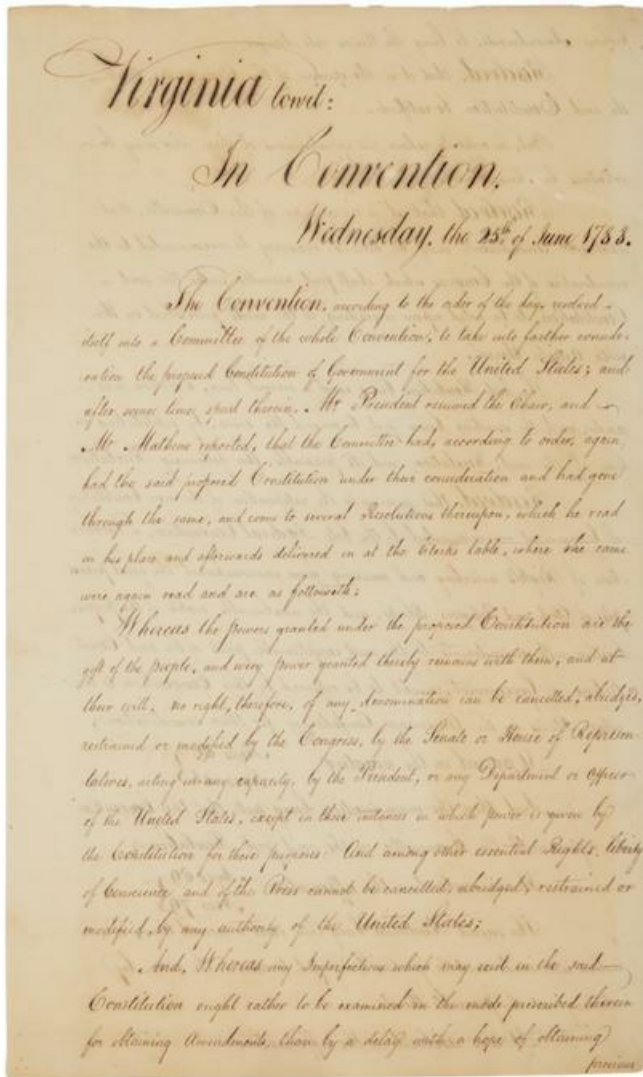 Virginia towit:
In Convention.
Wednesday, the 25th of June 1788.
The Convention, according to the order of the day, resolved
itself into a Committee of the whole Convention, to take into farther conside-
ration the proposed Constitution of Government for the United States; and
after some time, spent therein, Mr President resumed the Chair, and
Mr Mathews reported, that the Committee had, according to order, again
had the said proposed Constitution under their consideration and had gone
through the same, and come to several Resolutions thereupon, which he read
in his place and afterwards delivered in at the Clerks table, where the same
were again read and are as followeth;
Whereas the powers granted under the proposed Constitution are the
gift of the people, and every power not granted thereby remains with them, and at
their will; no right, therefore, of any denomination can be cancelled, abridged,
restrained or modified by the Congress, by the Senate or House of Represen-
tatives, acting in any capacity, by the President, or any Department or Officer
of the United States, except in those instances in which power is given by
the Constitution for those purposes: And among other essential Rights, liberty
of Conscience and of the Press cannot be cancelled, abridged, restrained or
modified, by any authority of the United States;
And, Whereas any Imperfections which may exist in the said
Constitution ought rather to be examined in the mode prescribed therein
for obtaining Amendments, than by a delay with a hope of obtaining
previous